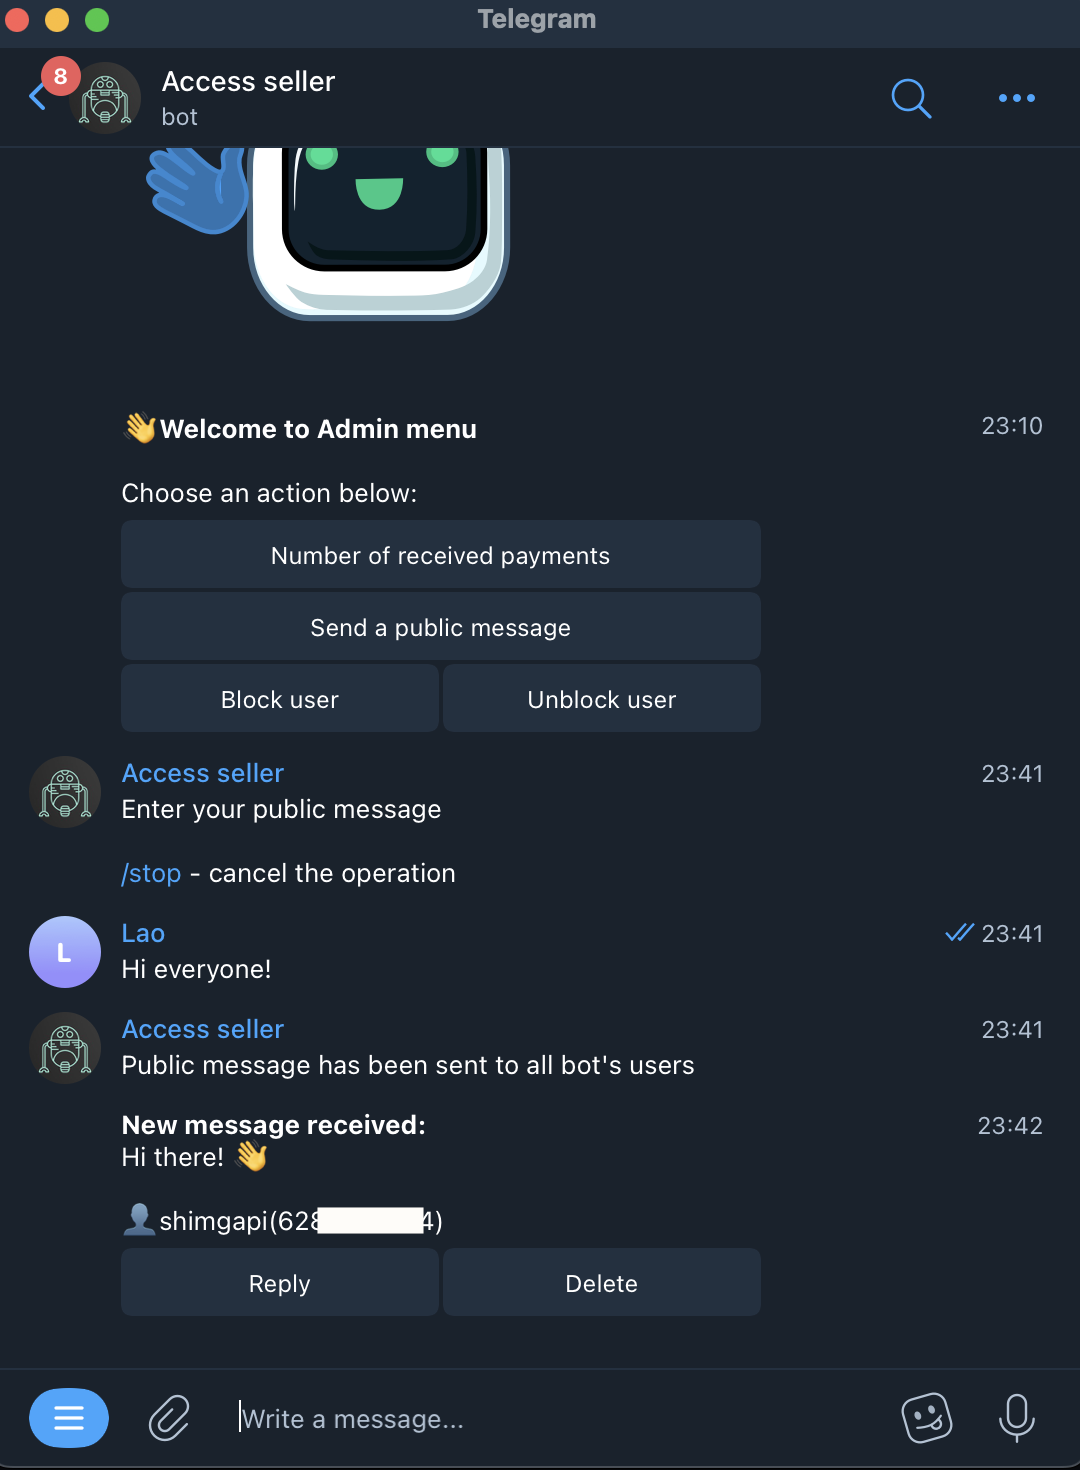 Telegram
8
Access seller
bot
👋Welcome to Admin menu
23:10
Choose an action below:
Number of received payments
Send a public message
Block user
Unblock user
Access seller
23:41
Enter your public message
/stop - cancel the operation
L
Lao
23:41
Hi everyone!
Access seller
23:41
Public message has been sent to all bot's users
New message received:
23:42
Hi there! 👋
👤shimgapi(628 4)
Reply
Delete
Write a message...